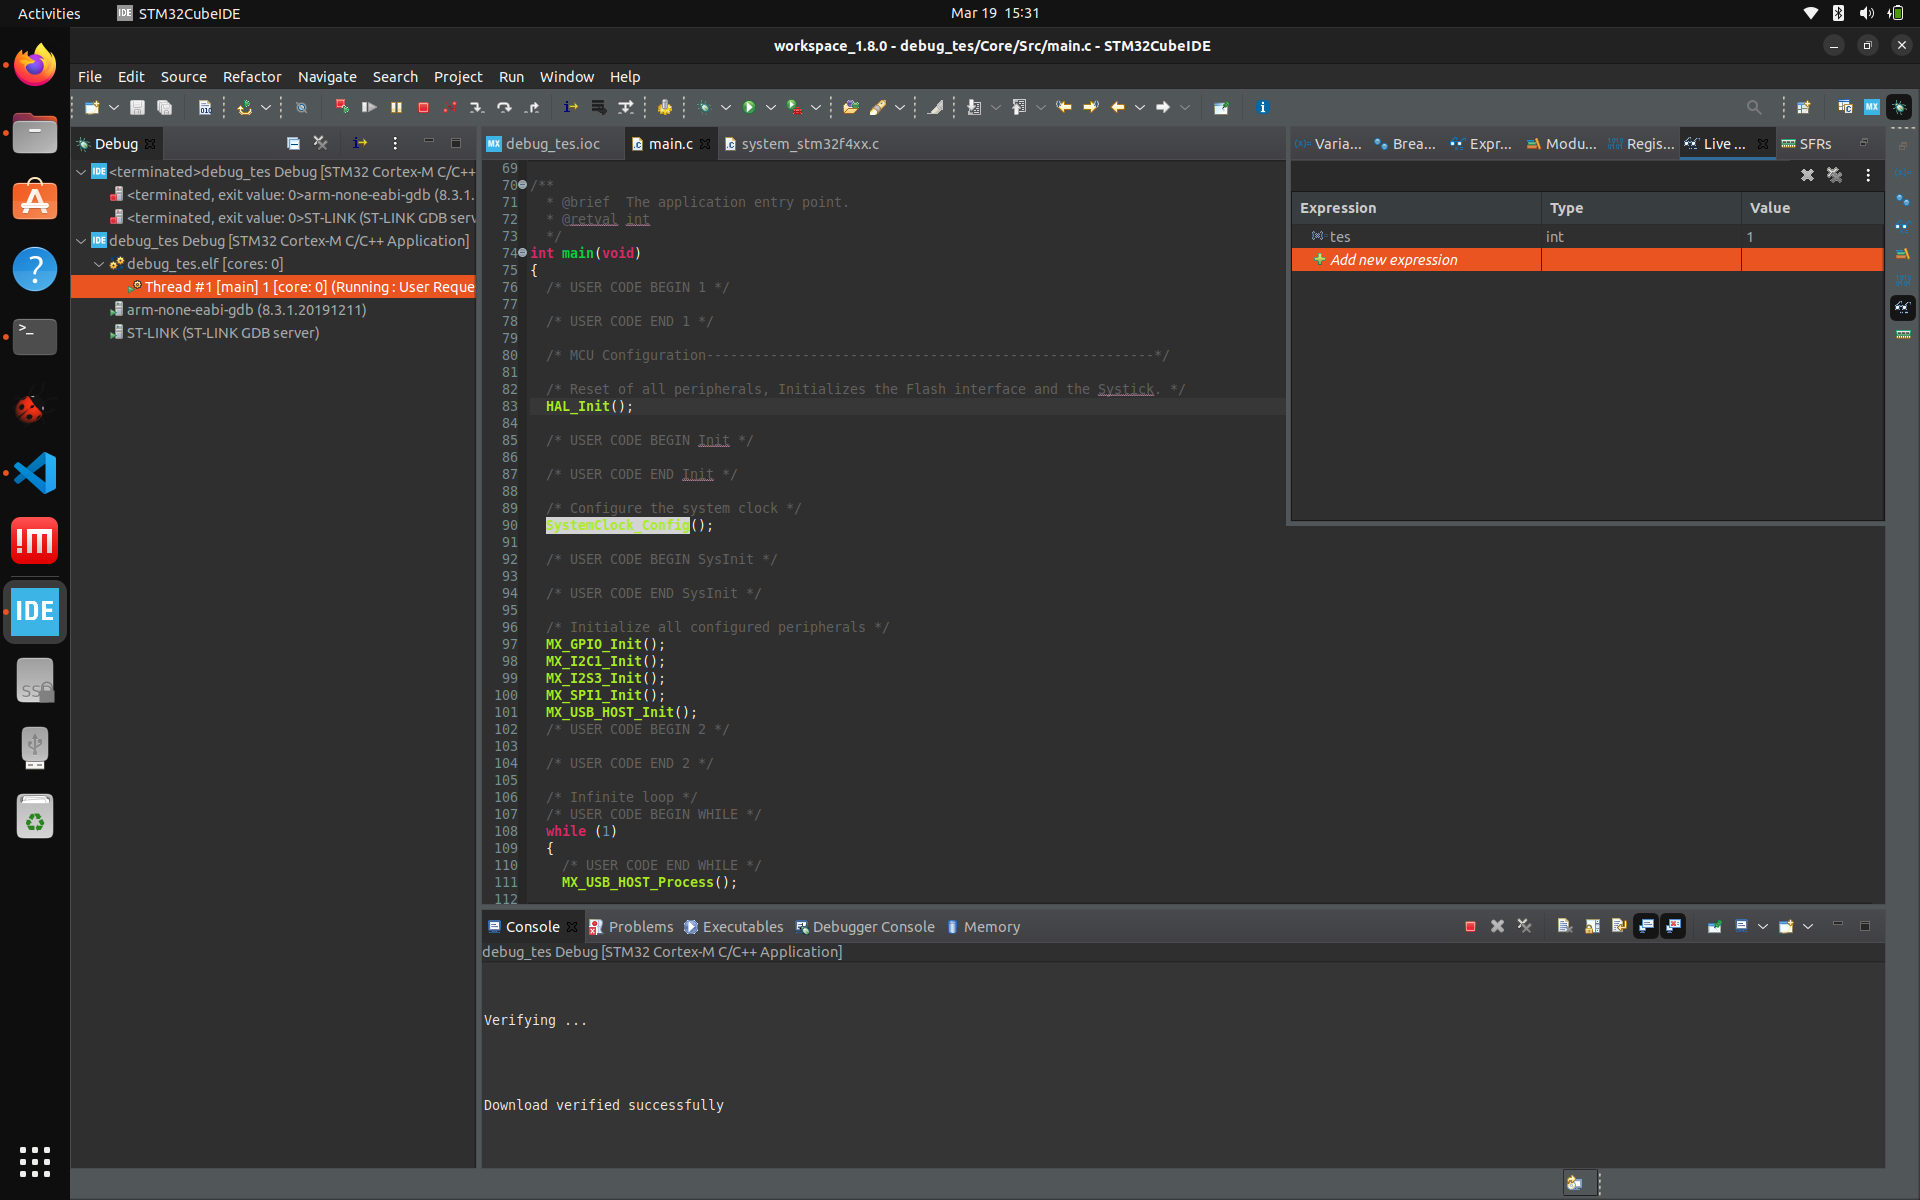 Activities
STM32CubeIDE
Mar 19 15:31
workspace_1.8.0 - debug_tes/Core/Src/main.c - STM32CubeIDE
File Edit Source Refactor Navigate Search Project Run Window Help
Debug
<terminated>debug_tes Debug [STM32 Cortex-M C/C++
<terminated, exit value: 0>arm-none-eabi-gdb (8.3.1.
<terminated, exit value: 0>ST-LINK (ST-LINK GDB serv
debug_tes Debug [STM32 Cortex-M C/C++ Application]
debug_tes.elf [cores: 0]
Thread #1 [main] 1 [core: 0] (Running : User Reque
arm-none-eabi-gdb (8.3.1.20191211)
ST-LINK (ST-LINK GDB server)
debug_tes.ioc main.c system_stm32f4xx.c
69
70 /**
71 * @brief  The application entry point.
72 * @retval int
73 */
74 int main(void)
75 {
76 /* USER CODE BEGIN 1 */
77
78 /* USER CODE END 1 */
79
80 /* MCU Configuration--------------------------------------------------------*/
81
82 /* Reset of all peripherals, Initializes the Flash interface and the Systick. */
83 HAL_Init();
84
85 /* USER CODE BEGIN Init */
86
87 /* USER CODE END Init */
88
89 /* Configure the system clock */
90 SystemClock_Config();
91
92 /* USER CODE BEGIN SysInit */
93
94 /* USER CODE END SysInit */
95
96 /* Initialize all configured peripherals */
97 MX_GPIO_Init();
98 MX_I2C1_Init();
99 MX_I2S3_Init();
100 MX_SPI1_Init();
101 MX_USB_HOST_Init();
102 /* USER CODE BEGIN 2 */
103
104 /* USER CODE END 2 */
105
106 /* Infinite loop */
107 /* USER CODE BEGIN WHILE */
108 while (1)
109 {
110 /* USER CODE END WHILE */
111 MX_USB_HOST_Process();
112
Varia... Brea... Expr... Modu... Regis... Live ... SFRs
Expression Type Value
tes int 1
Add new expression
Console Problems Executables Debugger Console Memory
debug_tes Debug [STM32 Cortex-M C/C++ Application]
Verifying ...
Download verified successfully
IDE
SSD